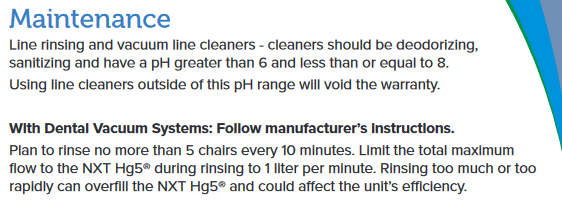 Maintenance
Line rinsing and vacuum line cleaners - cleaners should be deodorizing,
sanitizing and have a pH greater than 6 and less than or equal to 8.
Using line cleaners outside of this pH range will void the warranty.
With Dental Vacuum Systems: Follow manufacturer's instructions.
Plan to rinse no more than 5 chairs every 10 minutes. Limit the total maximum
flow to the NXT Hg5® during rinsing to 1 liter per minute. Rinsing too much or too
rapidly can overfill the NXT Hg5® and could affect the unit's efficiency.